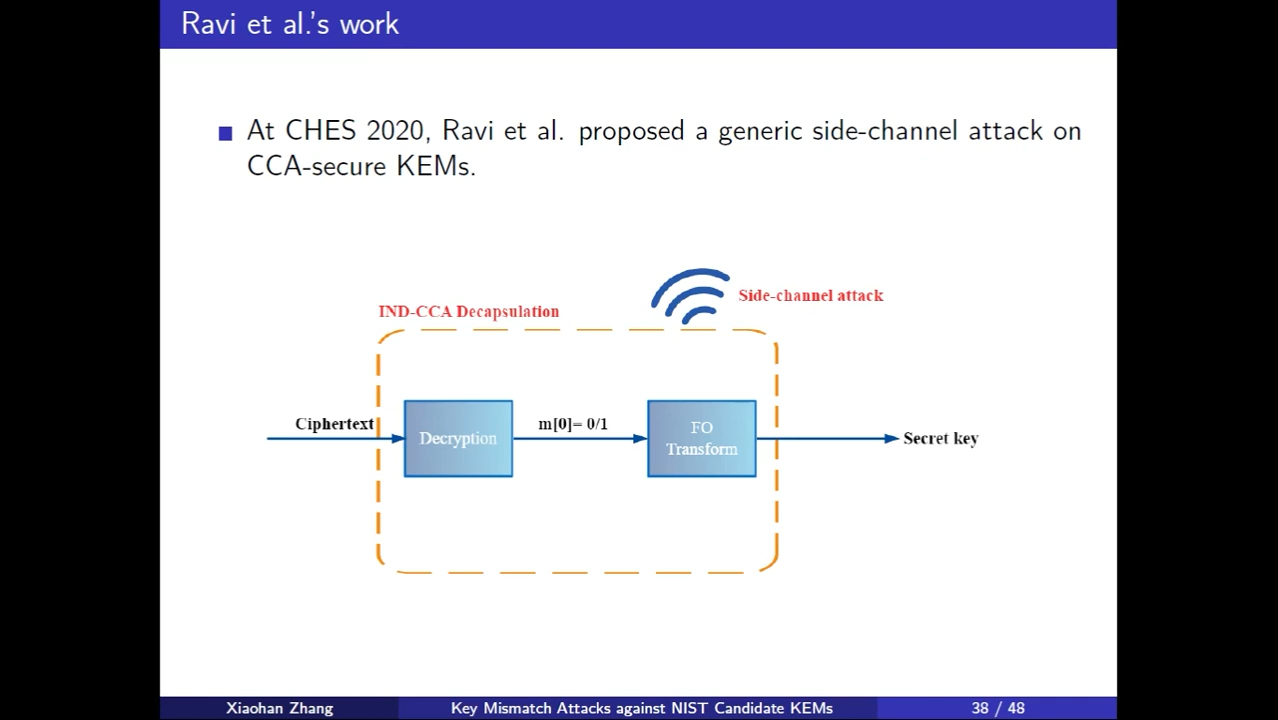 Ravi et al.'s work
At CHES 2020, Ravi et al. proposed a generic side-channel attack on
CCA-secure KEMs.
Side-channel attack
IND-CCA Decapsulation
Ciphertext
Decryption
m[0]= 0/1
FO
Transform
Secret key
Xiaohan Zhang
Key Mismatch Attacks against NIST Candidate KEMs
38 / 48